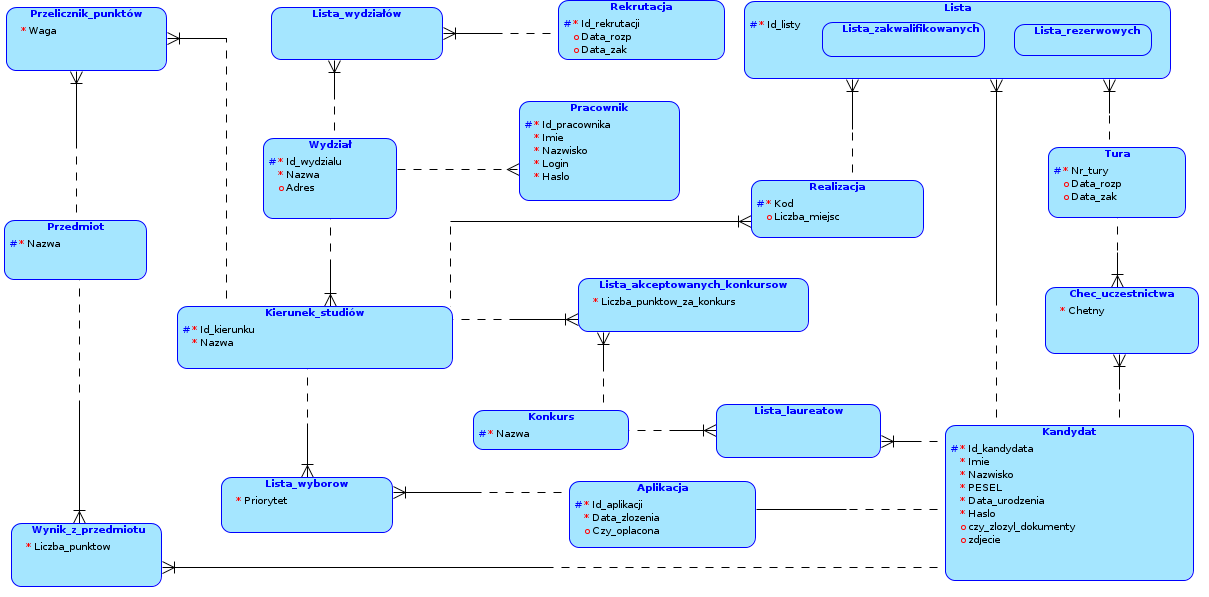 Przelicznik_punktów
* Waga
Lista_wydziałów
Rekrutacja
#* Id_rekrutacji
o Data_rozp
o Data_zak
Lista
#* Id_listy
Lista_zakwalifikowanych
Lista_rezerwowych
Pracownik
#* Id_pracownika
* Imie
* Nazwisko
* Login
* Haslo
Wydział
#* Id_wydzialu
* Nazwa
o Adres
Tura
#* Nr_tury
o Data_rozp
o Data_zak
Realizacja
#* Kod
o Liczba_miejsc
Przedmiot
#* Nazwa
Lista_akceptowanych_konkursow
* Liczba_punktow_za_konkurs
Chec_uczestnictwa
* Chetny
Kierunek_studiów
#* Id_kierunku
* Nazwa
Konkurs
#* Nazwa
Lista_laureatow
Kandydat
#* Id_kandydata
* Imie
* Nazwisko
* PESEL
* Data_urodzenia
* Haslo
o czy_zlozyl_dokumenty
o zdjecie
Lista_wyborow
* Priorytet
Aplikacja
#* Id_aplikacji
* Data_zlozenia
o Czy_oplacona
Wynik_z_przedmiotu
* Liczba_punktow